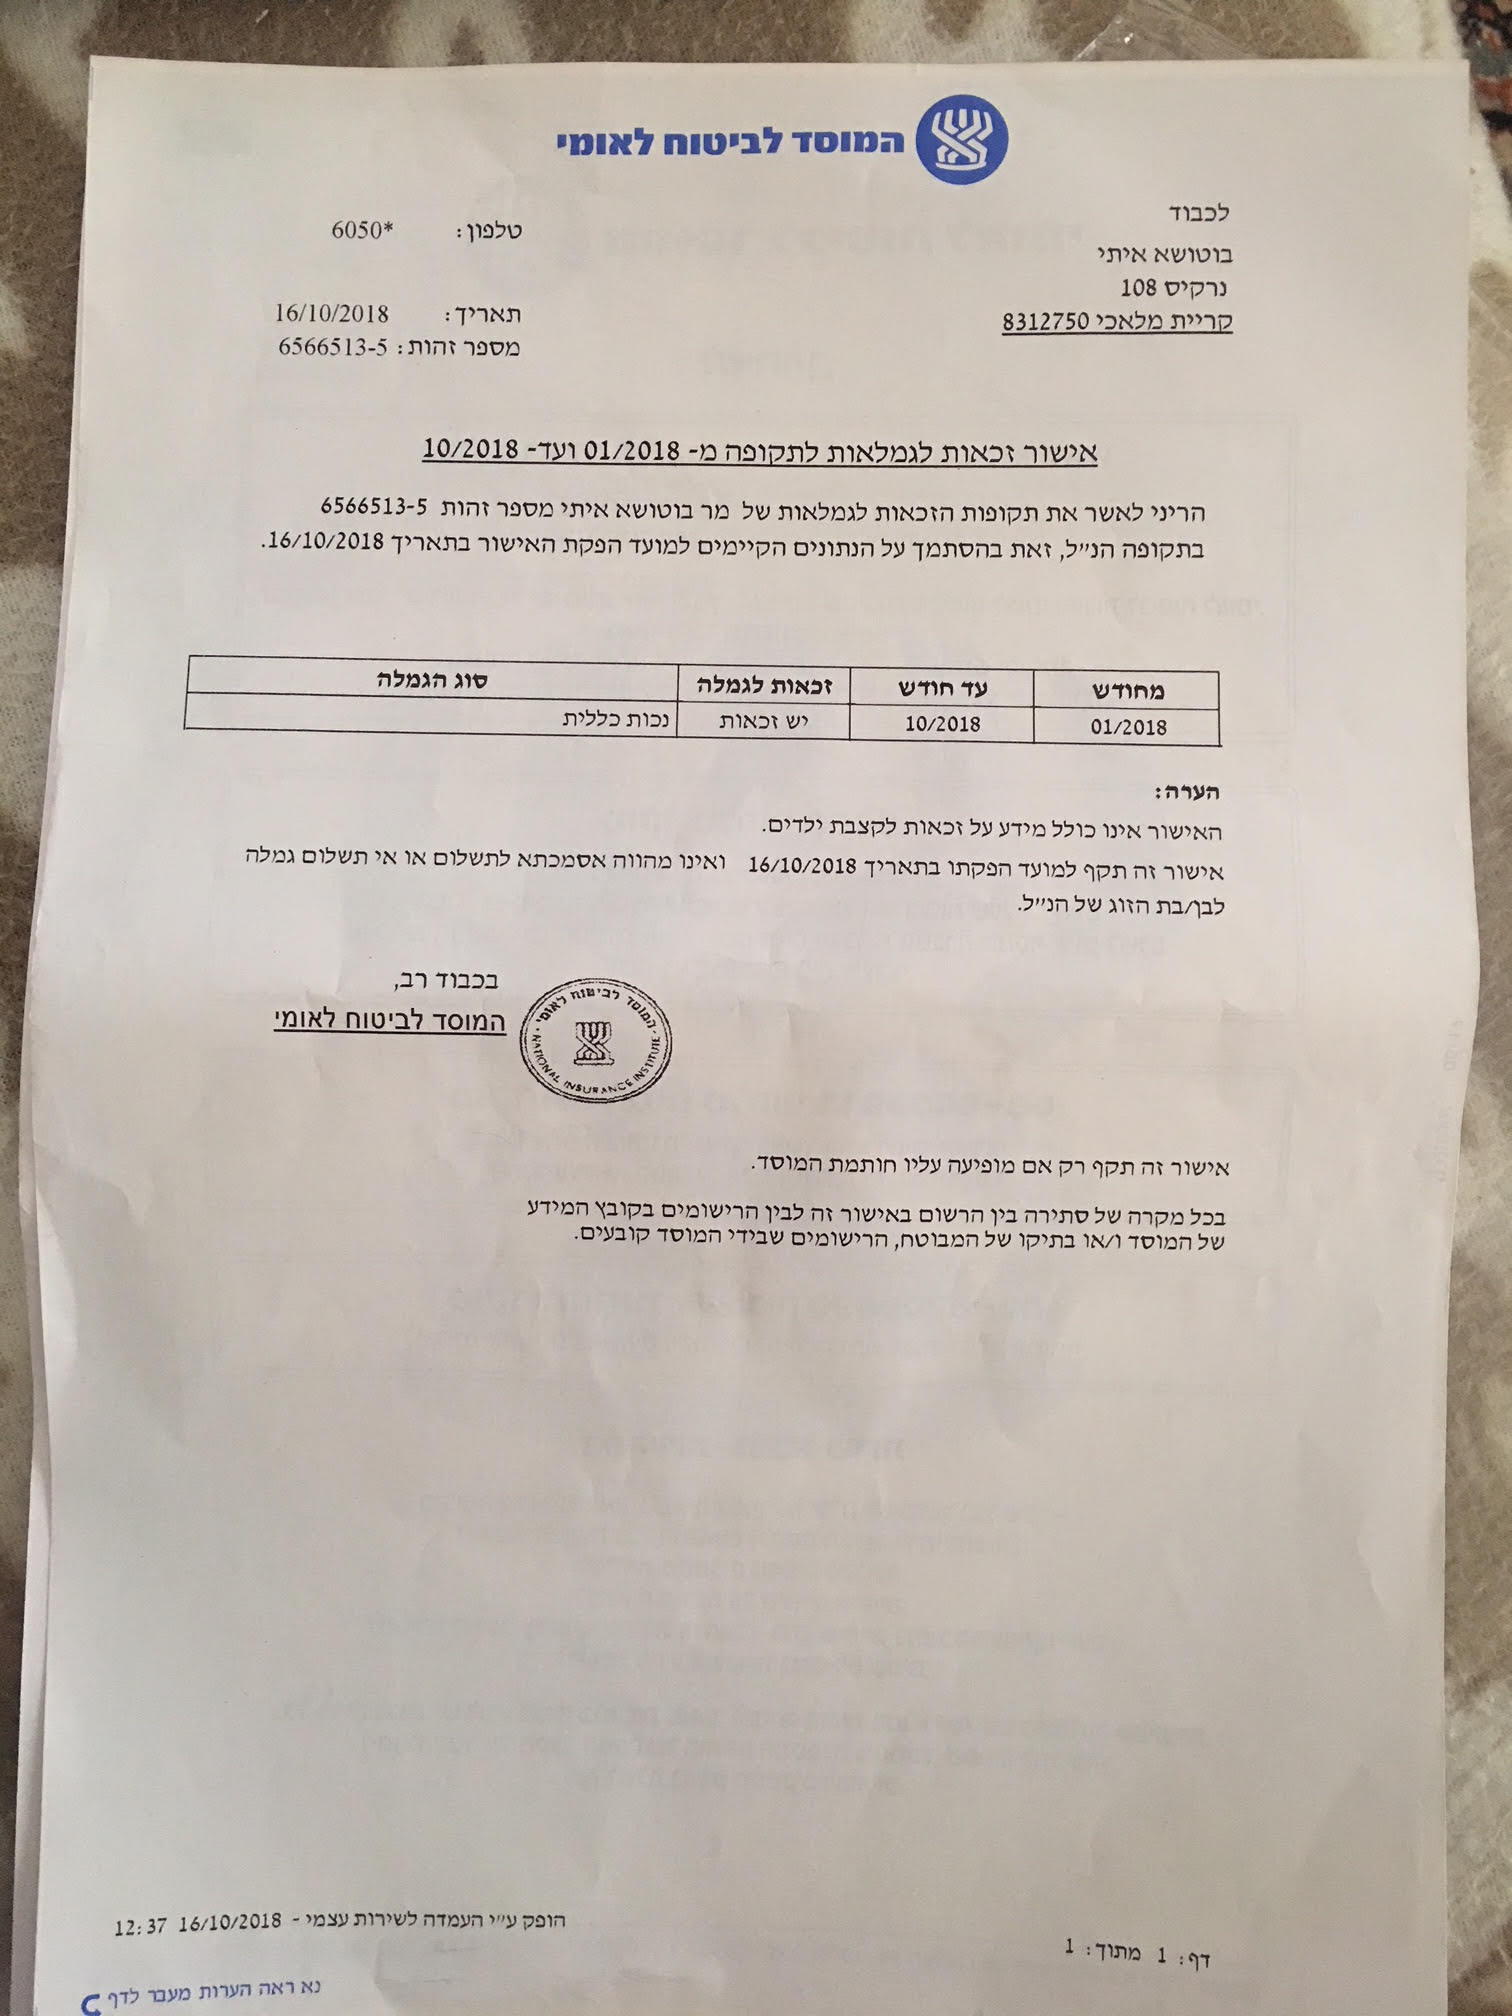 המוסד לביטוח לאומי
לכבוד
בוטושא איתי
נרקיס 108
קריית מלאכי 8312750
טלפון: *6050
תאריך: 16/10/2018
מספר זהות: 6566513-5
אישור זכאות לגמלאות לתקופה מ- 01/2018 ועד- 10/2018
הריני לאשר את תקופות הזכאות לגמלאות של מר בוטושא איתי מספר זהות 6566513-5
בתקופה הנ"ל, זאת בהסתמך על הנתונים הקיימים למועד הפקת האישור בתאריך 16/10/2018.
מחודש עד חודש זכאות לגמלה סוג הגמלה
01/2018 10/2018 יש זכאות נכות כללית
הערה:
האישור אינו כולל מידע על זכאות לקצבת ילדים.
אישור זה תקף למועד הפקתו בתאריך 16/10/2018 ואינו מהווה אסמכתא לתשלום או אי תשלום גמלה
לבן/בת הזוג של הנ"ל.
בכבוד רב,
המוסד לביטוח לאומי
המוסד לביטוח לאומי
NATIONAL INSURANCE INSTITUTE
אישור זה תקף רק אם מופיעה עליו חותמת המוסד.
בכל מקרה של סתירה בין הרשום באישור זה לבין הרישומים בקובץ המידע
של המוסד ו/או בתיקו של המבוטח, הרישומים שבידי המוסד קובעים.
הופק ע"י העמדה לשירות עצמי - 16/10/2018 12:37
דף: 1 מתוך: 1
נא ראה הערות מעבר לדף